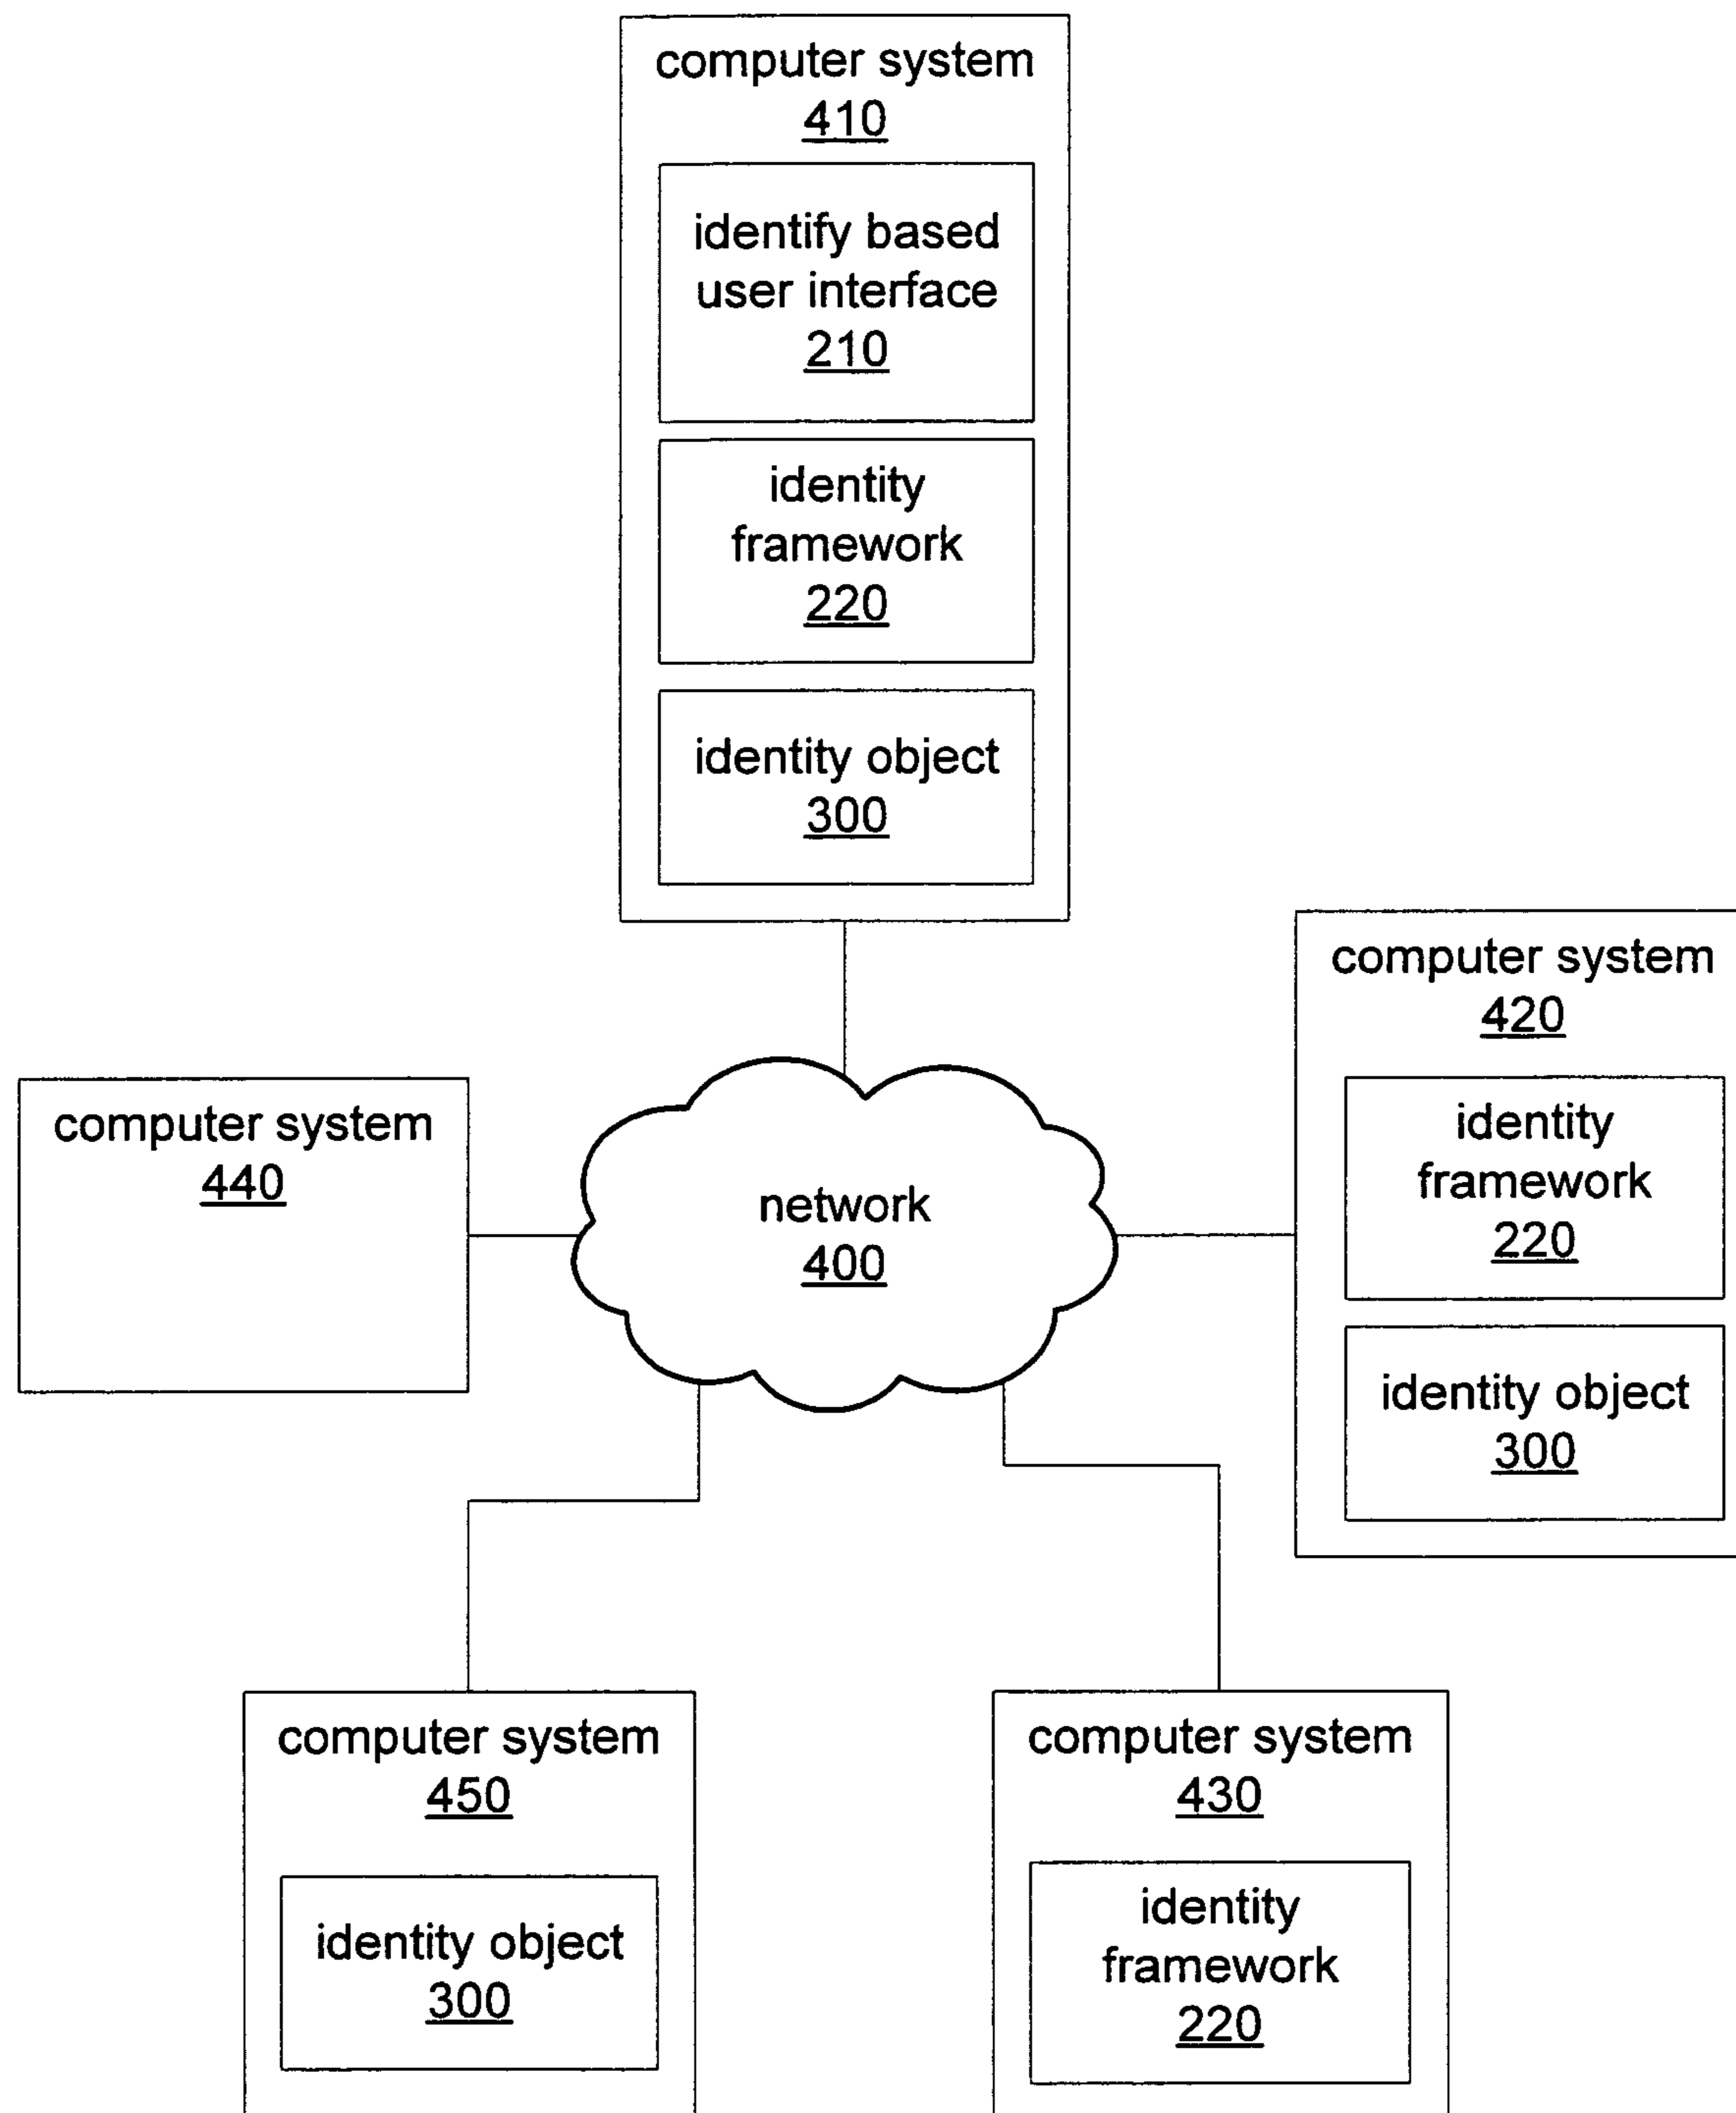 computer system
410
identify based
user interface
210
identity
framework
220
identity object
300
computer system
420
identity
framework
220
identity object
300
computer system
440
network
400
computer system
450
identity object
300
computer system
430
identity
framework
220